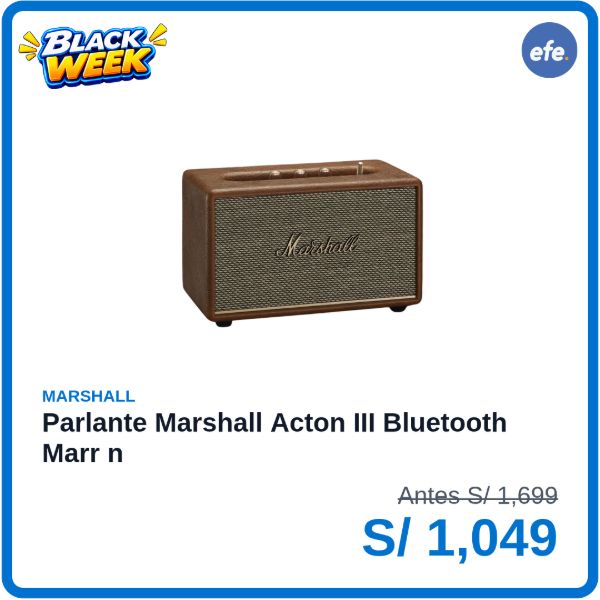 BLACK
WEEK
efe.
Marshall
MARSHALL
Parlante Marshall Acton III Bluetooth
Marr n
Antes S/ 1,699
S/ 1,049